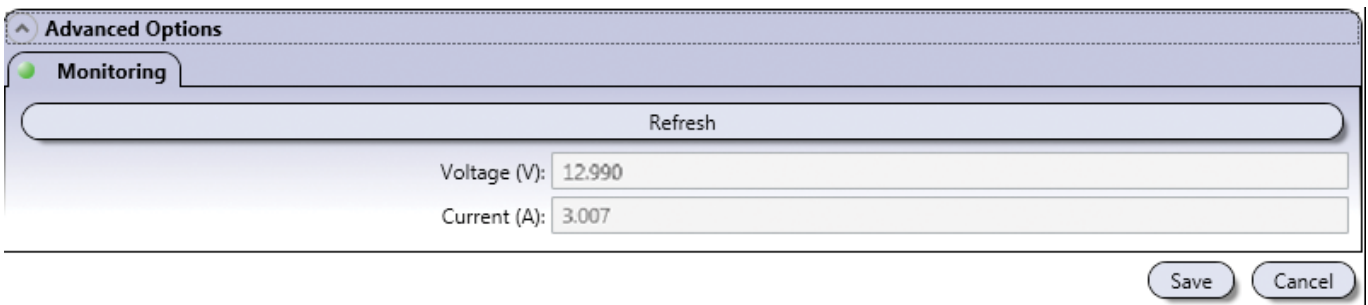 Advanced Options
Monitoring
Refresh
Voltage (V): 12.990
Current (A): 3.007
Save Cancel